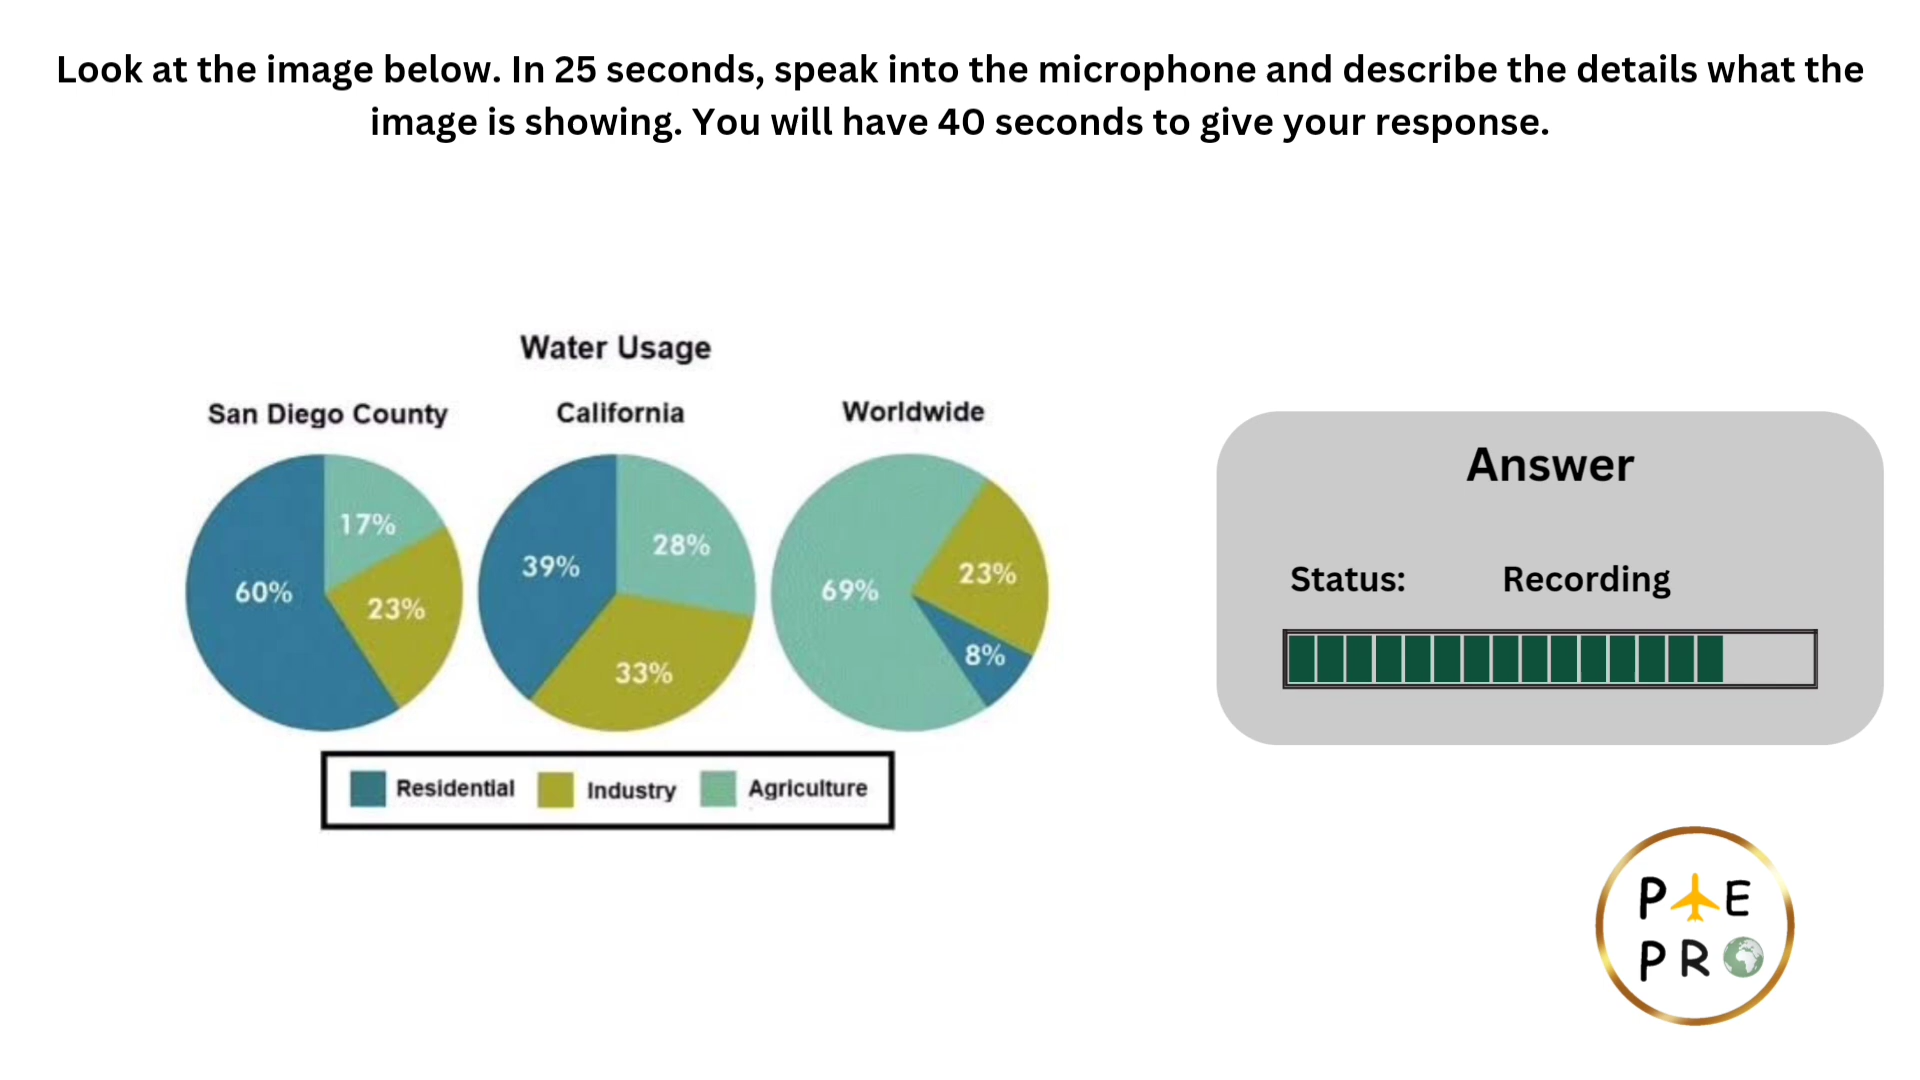 Look at the image below. In 25 seconds, speak into the microphone and describe the details what the
image is showing. You will have 40 seconds to give your response.
Water Usage
San Diego County
California
Worldwide
17%
60%
23%
39%
28%
33%
69%
23%
8%
Residential
Industry
Agriculture
Answer
Status: Recording
P E
PR